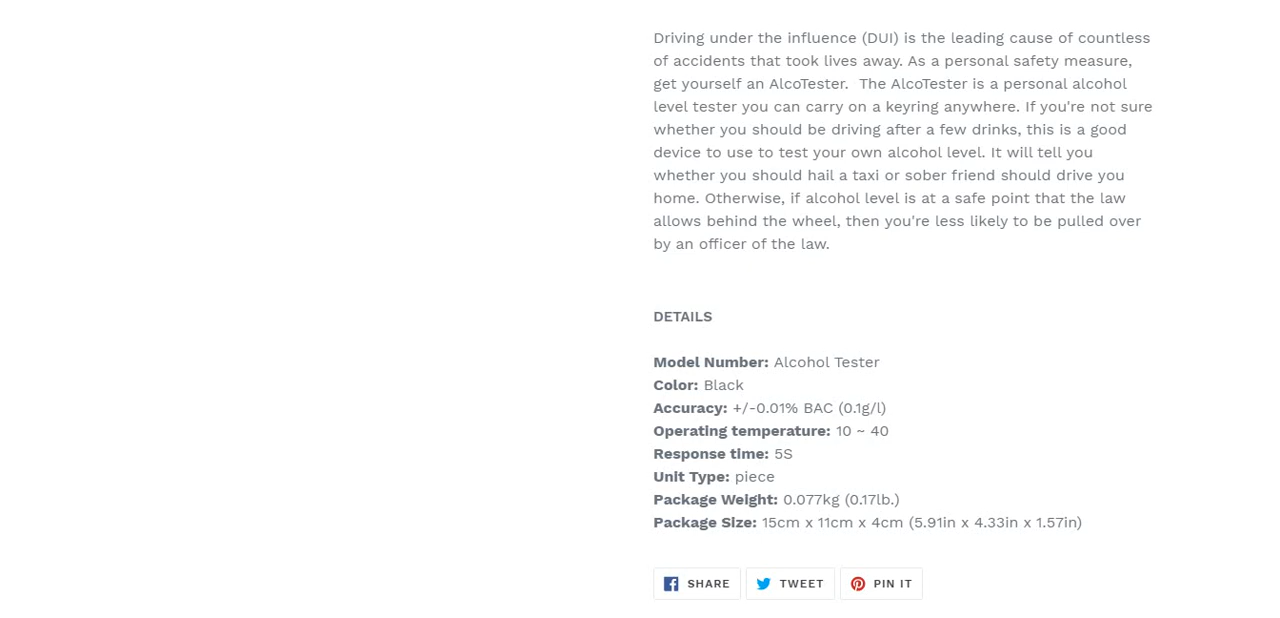 Driving under the influence (DUI) is the leading cause of countless
of accidents that took lives away. As a personal safety measure,
get yourself an AlcoTester.  The AlcoTester is a personal alcohol
level tester you can carry on a keyring anywhere. If you're not sure
whether you should be driving after a few drinks, this is a good
device to use to test your own alcohol level. It will tell you
whether you should hail a taxi or sober friend should drive you
home. Otherwise, if alcohol level is at a safe point that the law
allows behind the wheel, then you're less likely to be pulled over
by an officer of the law.
DETAILS
Model Number: Alcohol Tester
Color: Black
Accuracy: +/-0.01% BAC (0.1g/l)
Operating temperature: 10 ~ 40
Response time: 5S
Unit Type: piece
Package Weight: 0.077kg (0.17lb.)
Package Size: 15cm x 11cm x 4cm (5.91in x 4.33in x 1.57in)
SHARE TWEET PIN IT